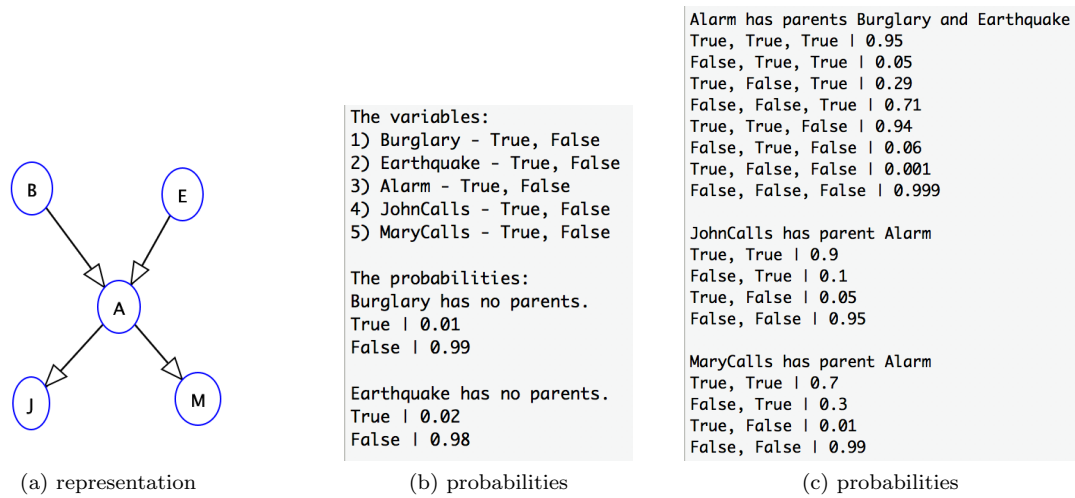 B
E
A
J
M
(a) representation
The variables:
1) Burglary - True, False
2) Earthquake - True, False
3) Alarm - True, False
4) JohnCalls - True, False
5) MaryCalls - True, False
The probabilities:
Burglary has no parents.
True | 0.01
False | 0.99
Earthquake has no parents.
True | 0.02
False | 0.98
(b) probabilities
Alarm has parents Burglary and Earthquake
True, True, True | 0.95
False, True, True | 0.05
True, False, True | 0.29
False, False, True | 0.71
True, True, False | 0.94
False, True, False | 0.06
True, False, False | 0.001
False, False, False | 0.999
JohnCalls has parent Alarm
True, True | 0.9
False, True | 0.1
True, False | 0.05
False, False | 0.95
MaryCalls has parent Alarm
True, True | 0.7
False, True | 0.3
True, False | 0.01
False, False | 0.99
(c) probabilities